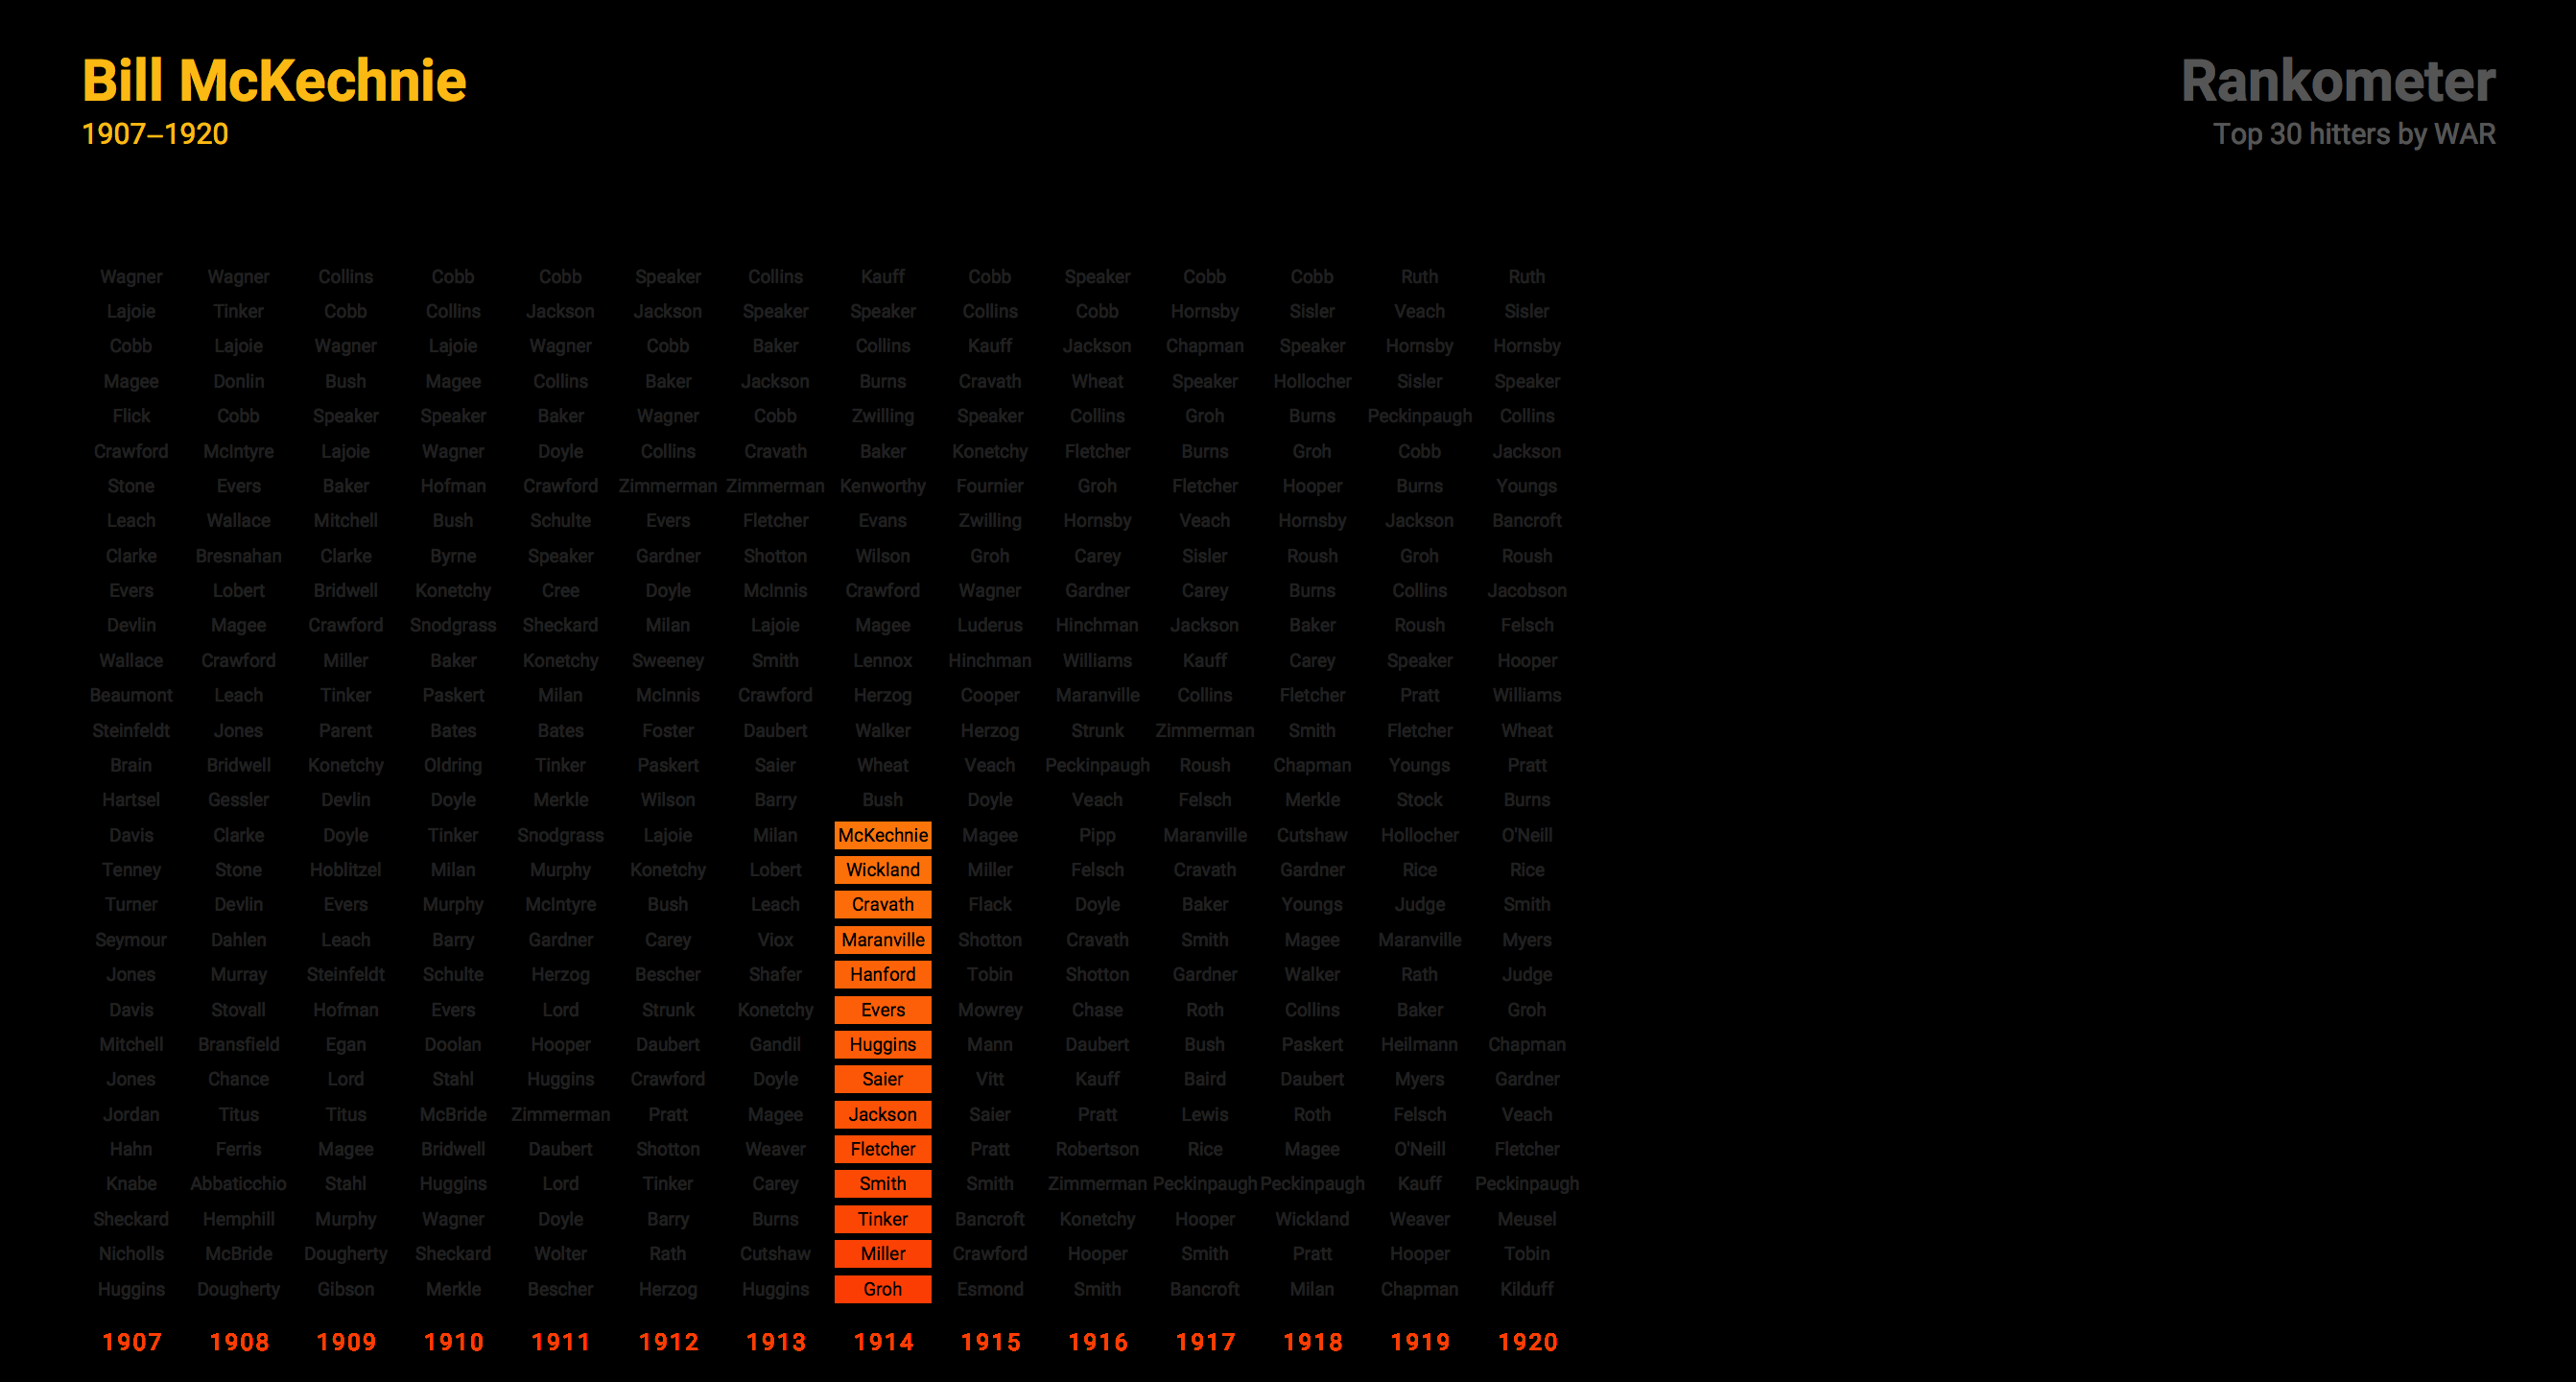 Bill McKechnie
1907–1920
Rankometer
Top 30 hitters by WAR
Wagner Wagner Collins Cobb Cobb Speaker Collins Kauff Cobb Speaker Cobb Cobb Ruth Ruth
Lajoie Tinker Cobb Collins Jackson Jackson Speaker Speaker Collins Cobb Hornsby Sisler Veach Sisler
Cobb Lajoie Wagner Lajoie Wagner Cobb Baker Collins Kauff Jackson Chapman Speaker Hornsby Hornsby
Magee Donlin Bush Magee Collins Baker Jackson Burns Cravath Wheat Speaker Hollocher Sisler Speaker
Flick Cobb Speaker Speaker Baker Wagner Cobb Zwilling Speaker Collins Groh Burns Peckinpaugh Collins
Crawford McIntyre Lajoie Wagner Doyle Collins Cravath Baker Konetchy Fletcher Burns Groh Cobb Jackson
Stone Evers Baker Hofman Crawford Zimmerman Zimmerman Kenworthy Fournier Groh Fletcher Hooper Burns Youngs
Leach Wallace Mitchell Bush Schulte Evers Fletcher Evans Zwilling Hornsby Veach Hornsby Jackson Bancroft
Clarke Bresnahan Clarke Byrne Speaker Gardner Shotton Wilson Groh Carey Sisler Roush Groh Roush
Evers Lobert Bridwell Konetchy Cree Doyle McInnis Crawford Wagner Gardner Carey Burns Collins Jacobson
Devlin Magee Crawford Snodgrass Sheckard Milan Lajoie Magee Luderus Hinchman Jackson Baker Roush Felsch
Wallace Crawford Miller Baker Konetchy Sweeney Smith Lennox Hinchman Williams Kauff Carey Speaker Hooper
Beaumont Leach Tinker Paskert Milan McInnis Crawford Herzog Cooper Maranville Collins Fletcher Pratt Williams
Steinfeldt Jones Parent Bates Bates Foster Daubert Walker Herzog Strunk Zimmerman Smith Fletcher Wheat
Brain Bridwell Konetchy Oldring Tinker Paskert Saier Wheat Veach Peckinpaugh Roush Chapman Youngs Pratt
Hartsel Gessler Devlin Doyle Merkle Wilson Barry Bush Doyle Veach Felsch Merkle Stock Burns
Davis Clarke Doyle Tinker Snodgrass Lajoie Milan McKechnie Magee Pipp Maranville Cutshaw Hollocher O'Neill
Tenney Stone Hoblitzel Milan Murphy Konetchy Lobert Wickland Miller Felsch Cravath Gardner Rice Rice
Turner Devlin Evers Murphy McIntyre Bush Leach Cravath Flack Doyle Baker Youngs Judge Smith
Seymour Dahlen Leach Barry Gardner Carey Viox Maranville Shotton Cravath Smith Magee Maranville Myers
Jones Murray Steinfeldt Schulte Herzog Bescher Shafer Hanford Tobin Shotton Gardner Walker Rath Judge
Davis Stovall Hofman Evers Lord Strunk Konetchy Evers Mowrey Chase Roth Collins Baker Groh
Mitchell Bransfield Egan Doolan Hooper Daubert Gandil Huggins Mann Daubert Bush Paskert Heilmann Chapman
Jones Chance Lord Stahl Huggins Crawford Doyle Saier Vitt Kauff Baird Daubert Myers Gardner
Jordan Titus Titus McBride Zimmerman Pratt Magee Jackson Saier Pratt Lewis Roth Felsch Veach
Hahn Ferris Magee Bridwell Daubert Shotton Weaver Fletcher Pratt Robertson Rice Magee O'Neill Fletcher
Knabe Abbaticchio Stahl Huggins Lord Tinker Carey Smith Smith Zimmerman Peckinpaugh Peckinpaugh Kauff Peckinpaugh
Sheckard Hemphill Murphy Wagner Doyle Barry Burns Tinker Bancroft Konetchy Hooper Wickland Weaver Meusel
Nicholls McBride Dougherty Sheckard Wolter Rath Cutshaw Miller Crawford Hooper Smith Pratt Hooper Tobin
Huggins Dougherty Gibson Merkle Bescher Herzog Huggins Groh Esmond Smith Bancroft Milan Chapman Kilduff
1907 1908 1909 1910 1911 1912 1913 1914 1915 1916 1917 1918 1919 1920